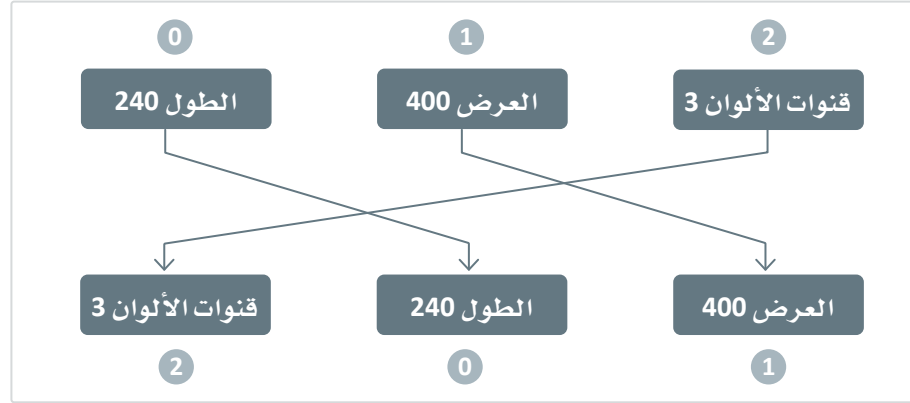 0 1 2
الطول 240 العرض 400 قنوات الألوان 3
قنوات الألوان 3 الطول 240 العرض 400
2 0 1